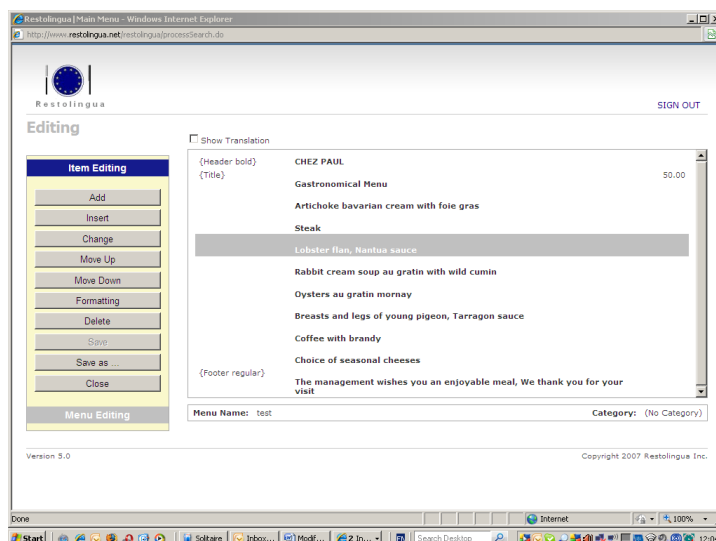 Restolingua | Main Menu - Windows Internet Explorer
http://www.restolingua.net/restolingua/processSearch.do
Restolingua
SIGN OUT
Editing
Show Translation
Item Editing
Add
Insert
Change
Move Up
Move Down
Formatting
Delete
Save
Save as ...
Close
Menu Editing
{Header bold} CHEZ PAUL
{Title} 50.00
Gastronomical Menu
Artichoke bavarian cream with foie gras
Steak
Lobster flan, Nantua sauce
Rabbit cream soup au gratin with wild cumin
Oysters au gratin mornay
Breasts and legs of young pigeon, Tarragon sauce
Coffee with brandy
Choice of seasonal cheeses
{Footer regular}
The management wishes you an enjoyable meal, We thank you for your
visit
Menu Name: test Category: (No Category)
Version 5.0 Copyright 2007 Restolingua Inc.
Done Internet 100%
Start Solitaire Inbox... Modif... 2 In... Search Desktop